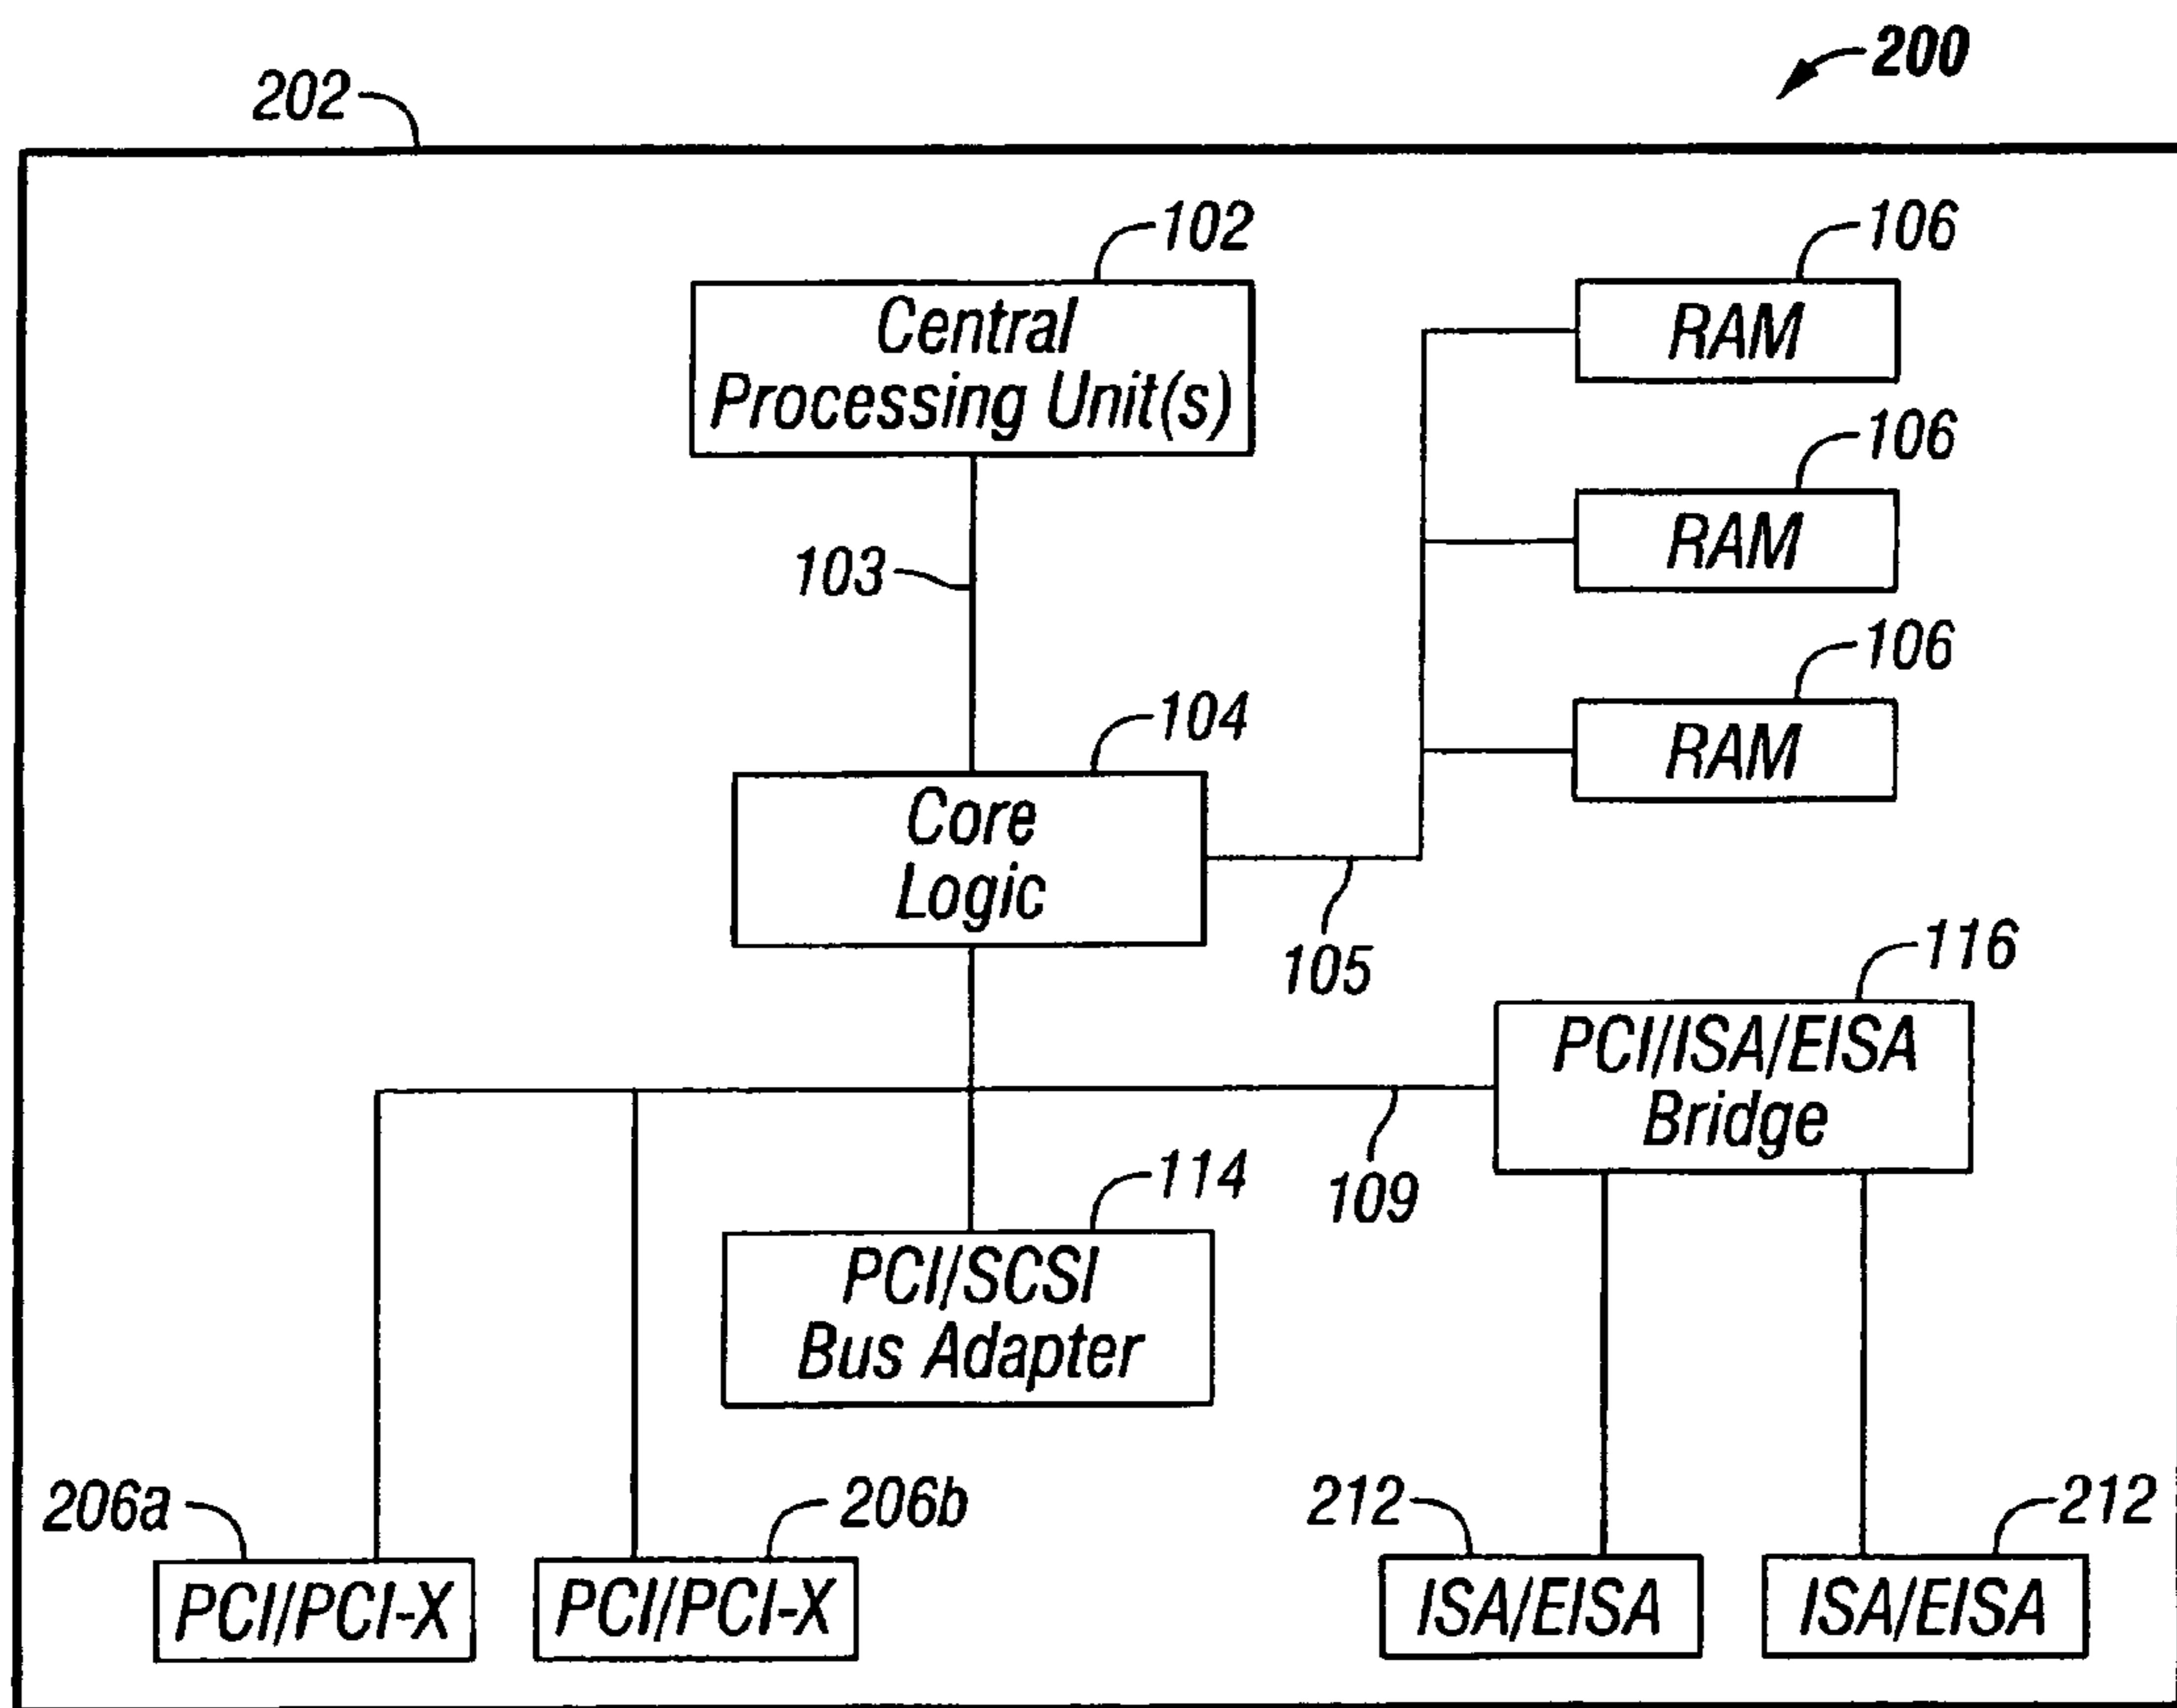 200
202
102
106
Central
Processing Unit(s)
RAM
106
RAM
103
106
RAM
104
Core
Logic
105
116
PCI/ISA/EISA
Bridge
109
114
PCI/SCSI
Bus Adapter
206a
206b
212
212
PCI/PCI-X
PCI/PCI-X
ISA/EISA
ISA/EISA